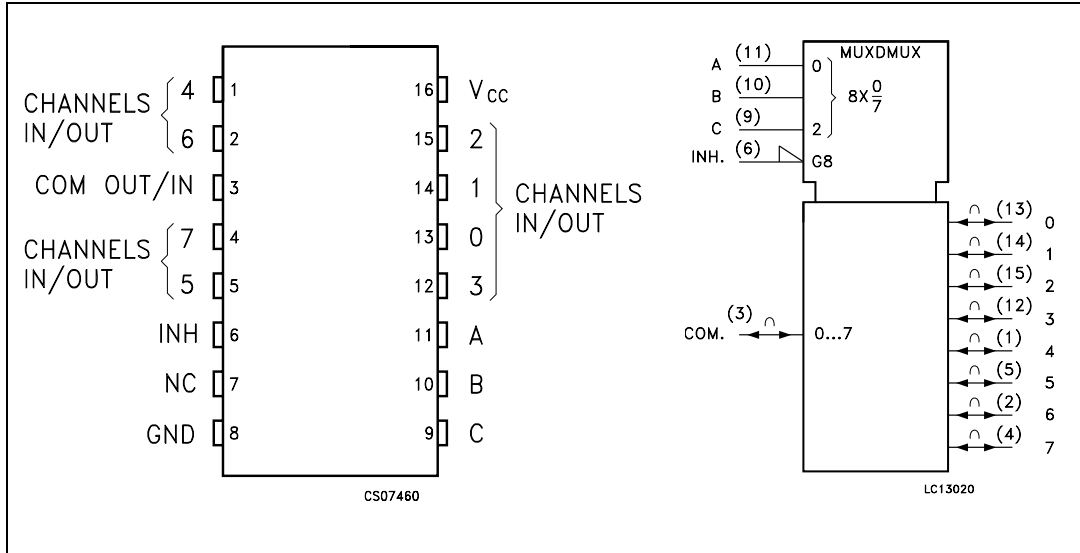 CHANNELS
IN/OUT
4
6
COM OUT/IN
CHANNELS
IN/OUT
7
5
INH
NC
GND
1
2
3
4
5
6
7
8
16
15
14
13
12
11
10
9
VCC
2
1
0
3
CHANNELS
IN/OUT
A
B
C
CS07460
MUXDMUX
A (11) 0
B (10)
C (9) 2
8X 0/7
INH. (6) G8
COM. (3) ∩ 0...7
∩ (13) 0
∩ (14) 1
∩ (15) 2
∩ (12) 3
∩ (1) 4
∩ (5) 5
∩ (2) 6
∩ (4) 7
LC13020